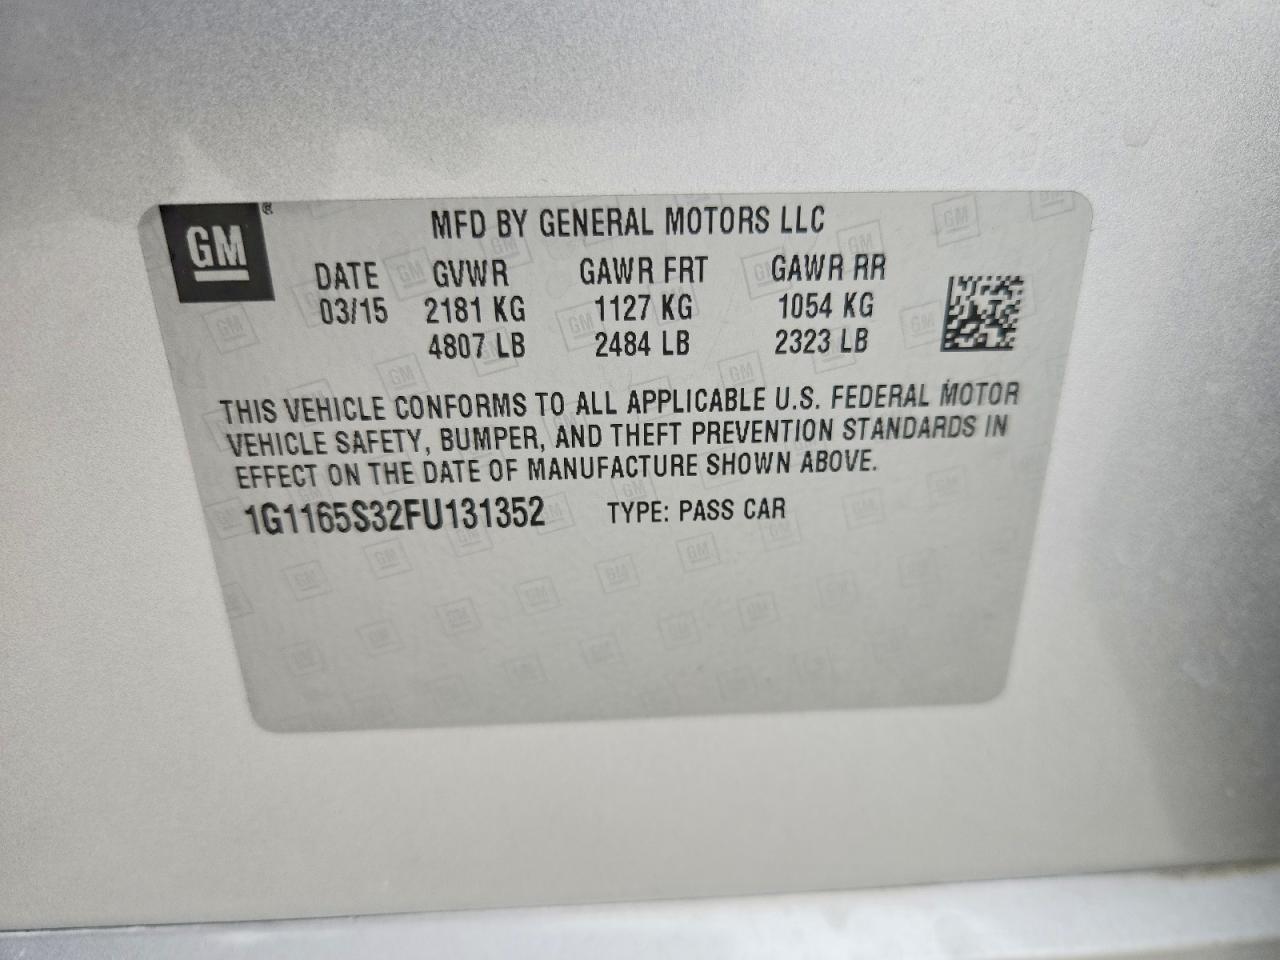 GM®
MFD BY GENERAL MOTORS LLC
DATE GVWR GAWR FRT GAWR RR
03/15 2181 KG 1127 KG 1054 KG
4807 LB 2484 LB 2323 LB
THIS VEHICLE CONFORMS TO ALL APPLICABLE U.S. FEDERAL MOTOR
VEHICLE SAFETY, BUMPER, AND THEFT PREVENTION STANDARDS IN
EFFECT ON THE DATE OF MANUFACTURE SHOWN ABOVE.
1G1165S32FU131352 TYPE: PASS CAR